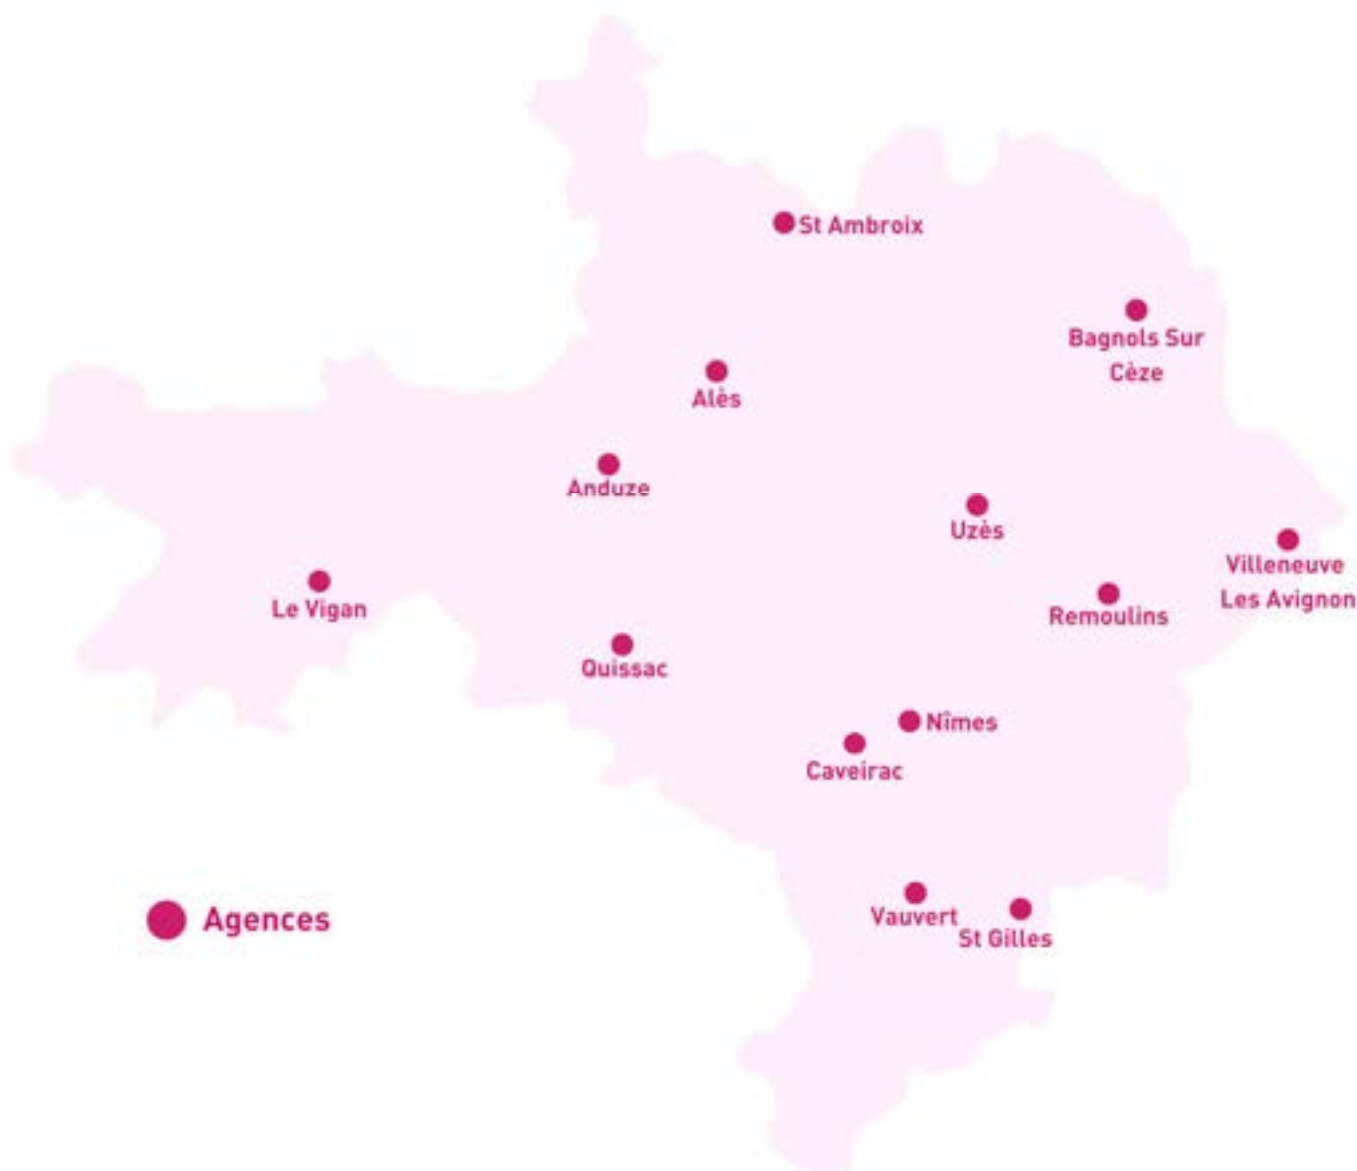 St Ambroix
Bagnols Sur
Cèze
Alès
Anduze
Uzès
Villeneuve
Les Avignon
Le Vigan
Remoulins
Quissac
Nîmes
Caveirac
Vauvert
St Gilles
Agences